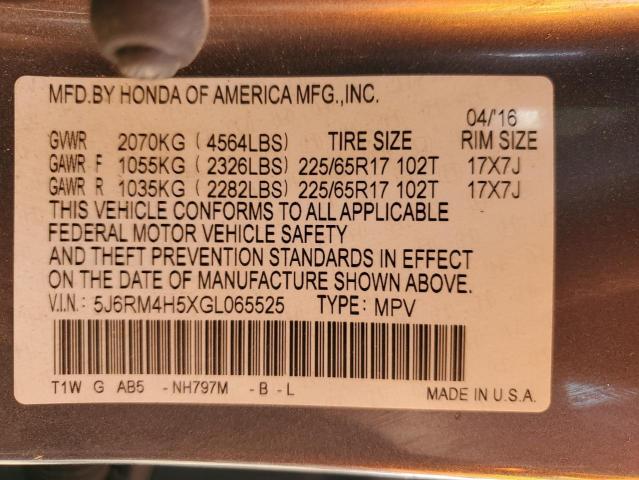 MFD.BY HONDA OF AMERICA MFG.,INC.
04/'16
GVWR 2070KG ( 4564LBS) TIRE SIZE RIM SIZE
GAWR F 1055KG ( 2326LBS) 225/65R17 102T 17X7J
GAWR R 1035KG ( 2282LBS) 225/65R17 102T 17X7J
THIS VEHICLE CONFORMS TO ALL APPLICABLE
FEDERAL MOTOR VEHICLE SAFETY
AND THEFT PREVENTION STANDARDS IN EFFECT
ON THE DATE OF MANUFACTURE SHOWN ABOVE.
V.I.N.: 5J6RM4H5XGL065525 TYPE: MPV
T1W G AB5 -NH797M -B -L MADE IN U.S.A.